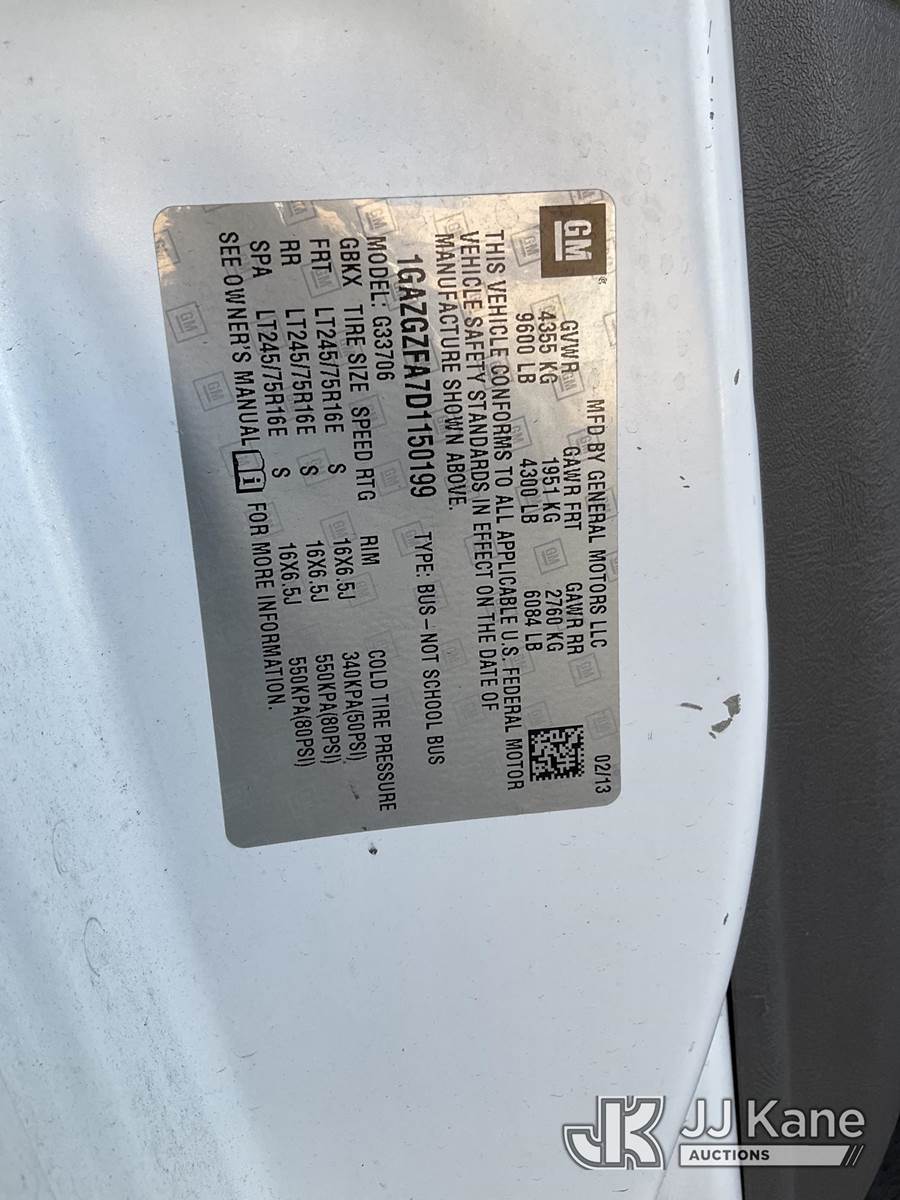 GM ®
MFD BY GENERAL MOTORS LLC 02/13
GVWR GAWR FRT GAWR RR
4355 KG 1951 KG 2760 KG
9600 LB 4300 LB 6084 LB
THIS VEHICLE CONFORMS TO ALL APPLICABLE U.S. FEDERAL MOTOR
VEHICLE SAFETY STANDARDS IN EFFECT ON THE DATE OF
MANUFACTURE SHOWN ABOVE.
1GAZGZFA7D1150199 TYPE: BUS-NOT SCHOOL BUS
MODEL: G33706
GBKX TIRE SIZE SPEED RTG RIM COLD TIRE PRESSURE
FRT LT245/75R16E S 16X6.5J 340KPA(50PSI)
RR LT245/75R16E S 16X6.5J 550KPA(80PSI)
SPA LT245/75R16E S 16X6.5J 550KPA(80PSI)
SEE OWNER'S MANUAL FOR MORE INFORMATION.
JK JJ Kane
AUCTIONS